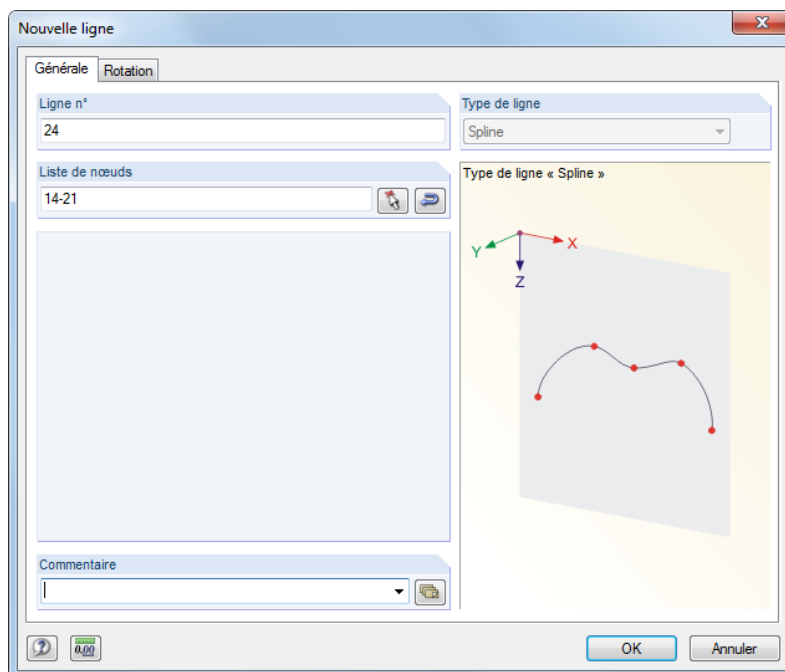 Nouvelle ligne
Générale
Rotation
Ligne n°
24
Type de ligne
Spline
Liste de nœuds
14-21
Type de ligne « Spline »
Y
X
Z
Commentaire
0,00
OK
Annuler